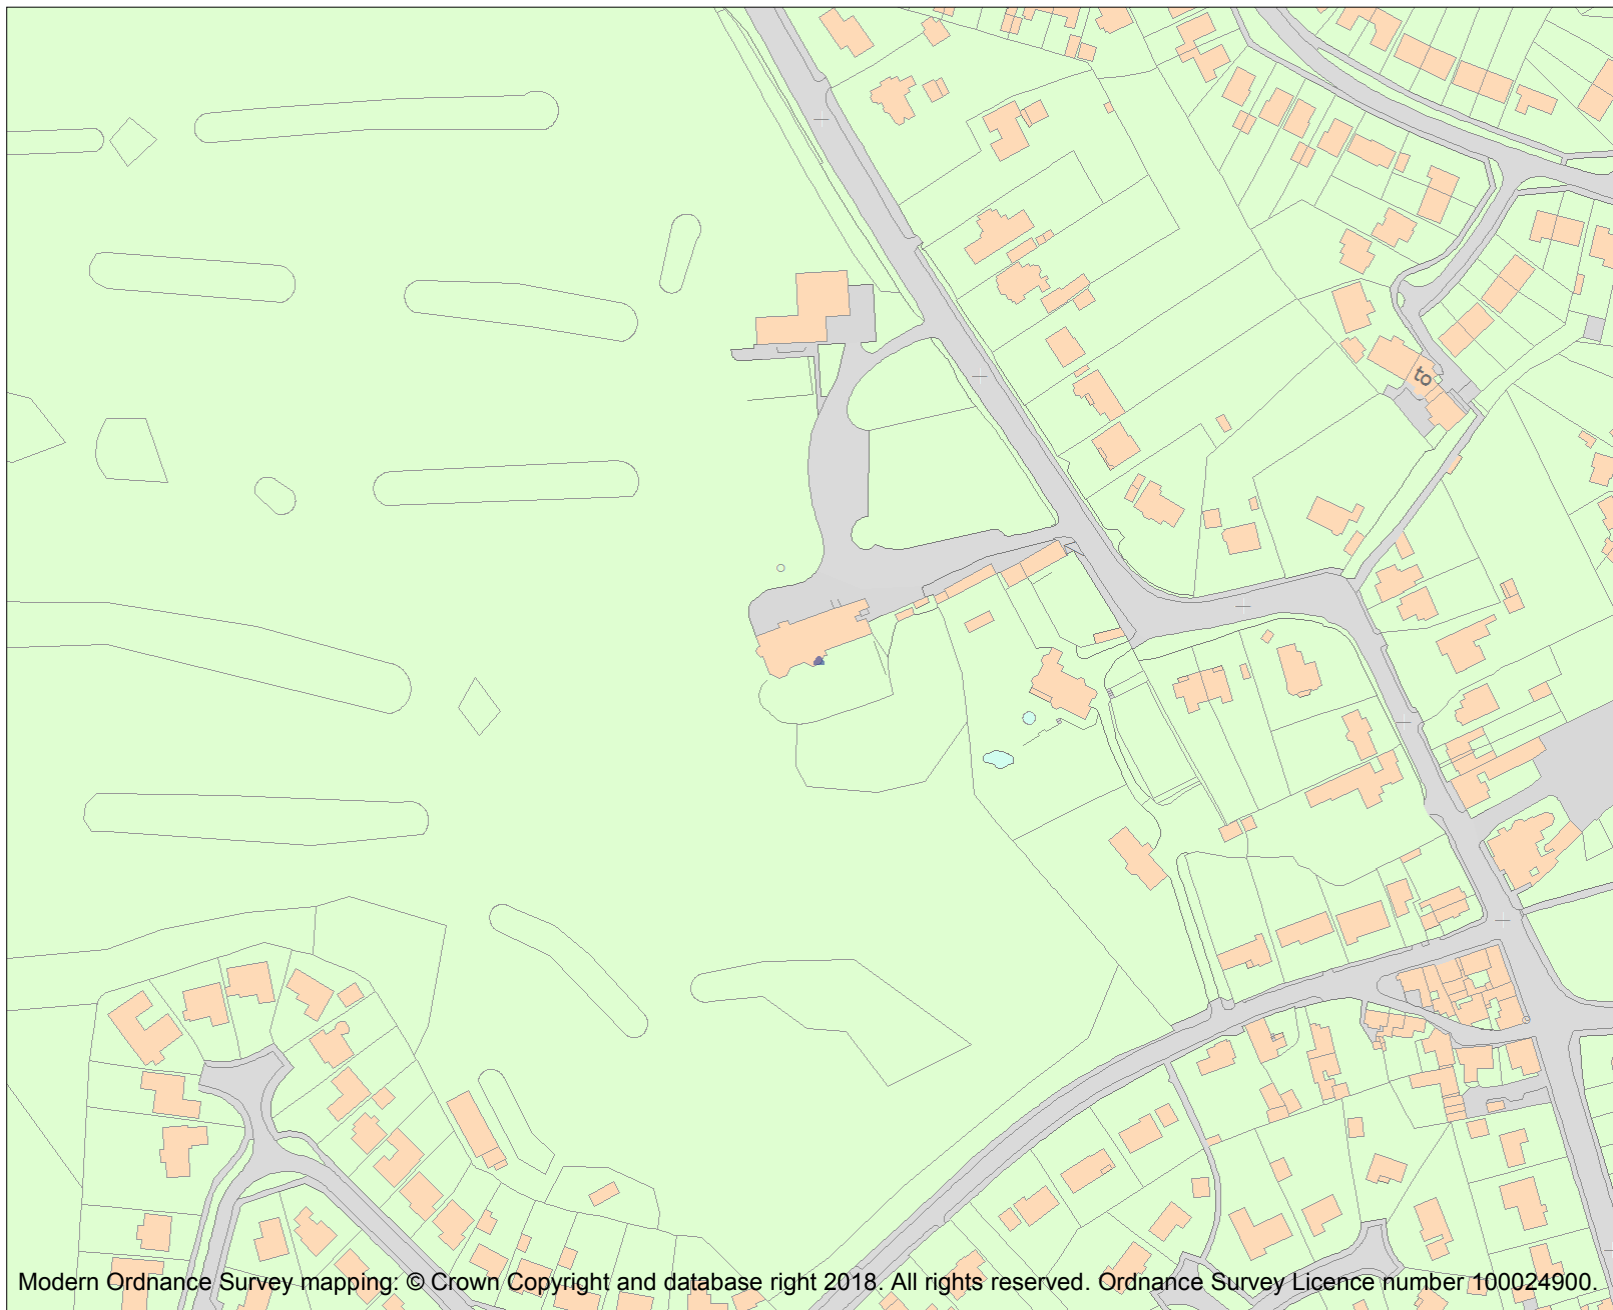 to
Modern Ordnance Survey mapping: © Crown Copyright and database right 2018. All rights reserved. Ordnance Survey Licence number 100024900.